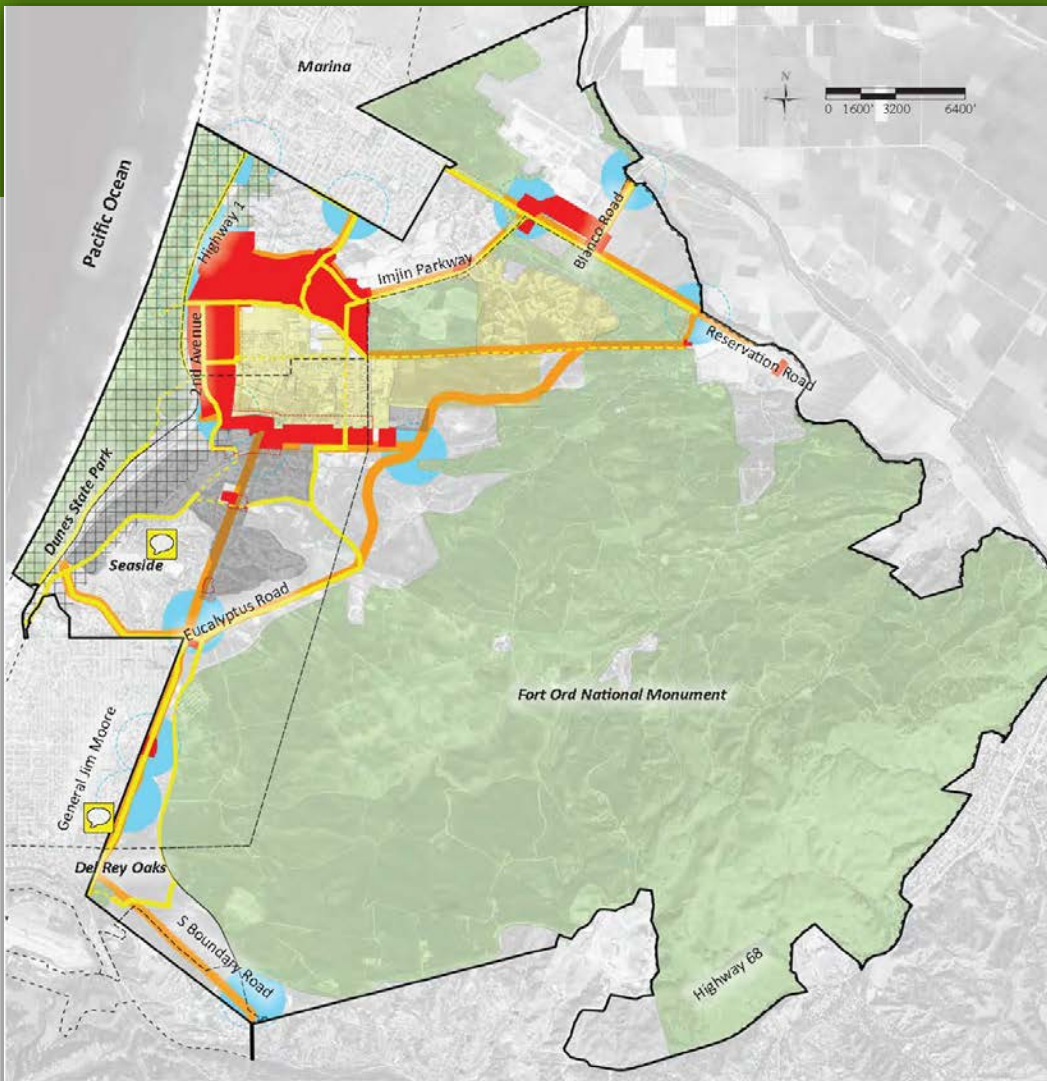 Marina
N
0 1600' 3200 6400'
Pacific Ocean
Highway 1
Imjin Parkway
Blanco Road
2nd Avenue
Reservation Road
Dunes State Park
Seaside
Eucalyptus Road
Fort Ord National Monument
General Jim Moore
Del Rey Oaks
S Boundary Road
Highway 68